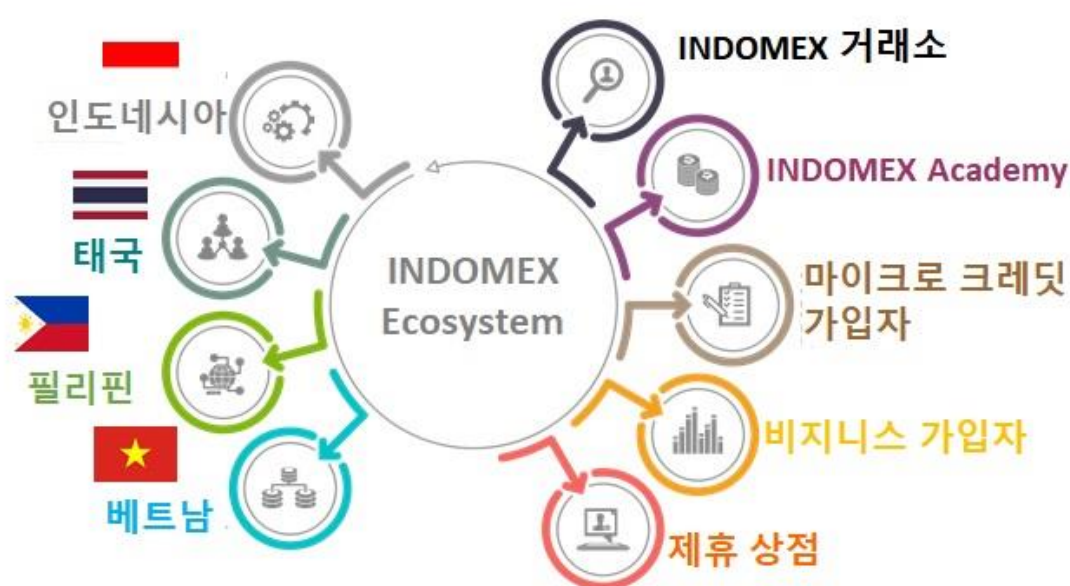 인도네시아
태국
필리핀
베트남
INDOMEX
Ecosystem
INDOMEX 거래소
INDOMEX Academy
마이크로 크레딧
가입자
비지니스 가입자
제휴 상점